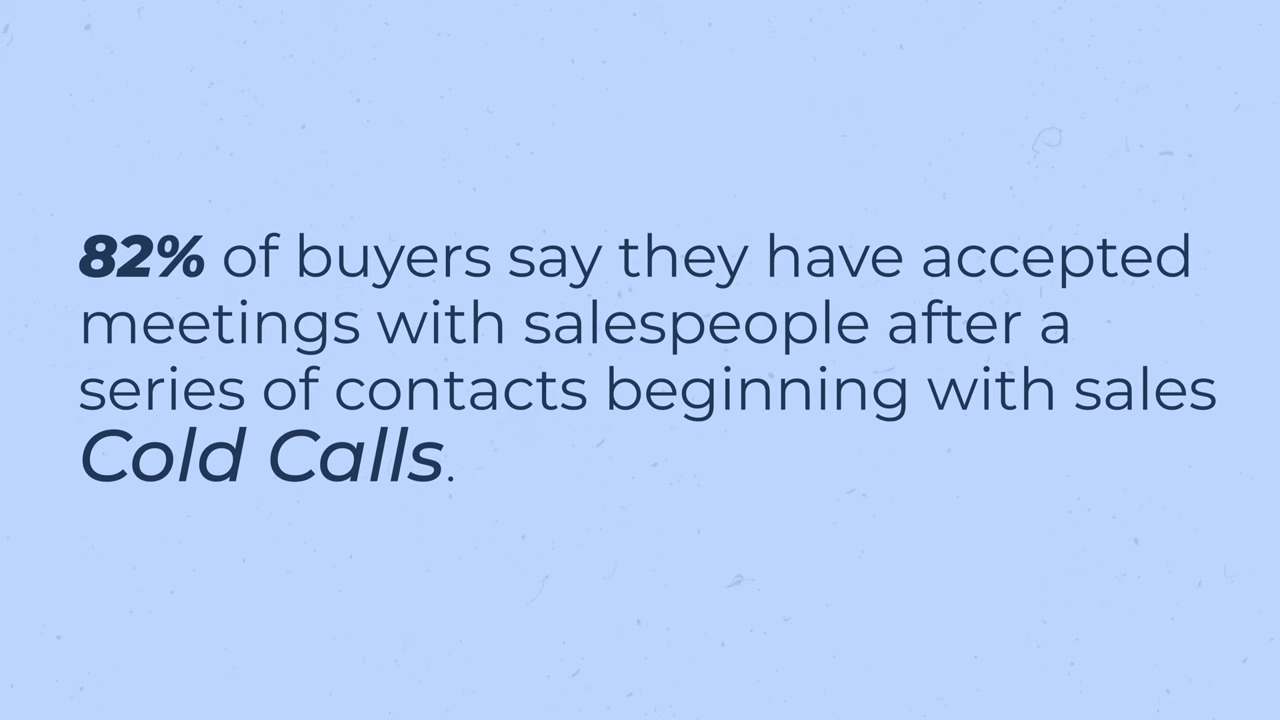 82% of buyers say they have accepted
meetings with salespeople after a
series of contacts beginning with sales
Cold Calls.